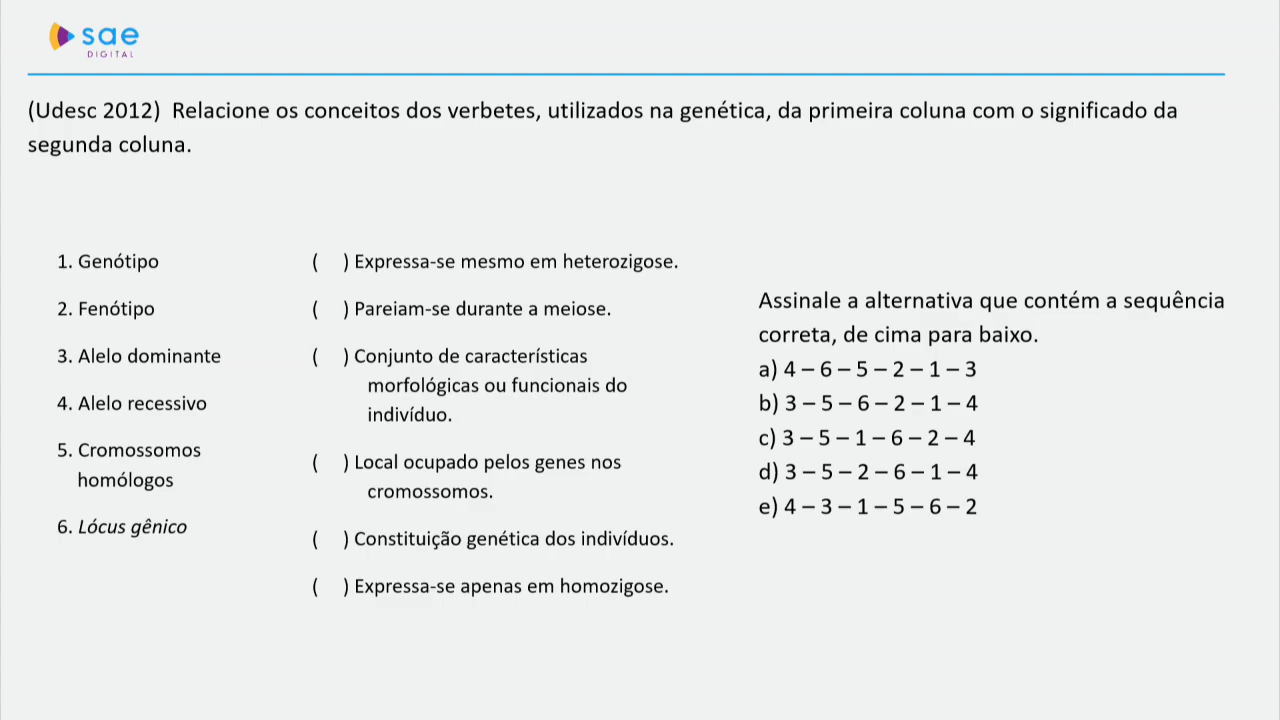 sae
DIGITAL
(Udesc 2012)  Relacione os conceitos dos verbetes, utilizados na genética, da primeira coluna com o significado da
segunda coluna.
1. Genótipo
2. Fenótipo
3. Alelo dominante
4. Alelo recessivo
5. Cromossomos
homólogos
6. Lócus gênico
(    ) Expressa-se mesmo em heterozigose.
(    ) Pareiam-se durante a meiose.
(    ) Conjunto de características
morfológicas ou funcionais do
indivíduo.
(    ) Local ocupado pelos genes nos
cromossomos.
(    ) Constituição genética dos indivíduos.
(    ) Expressa-se apenas em homozigose.
Assinale a alternativa que contém a sequência
correta, de cima para baixo.
a) 4 – 6 – 5 – 2 – 1 – 3
b) 3 – 5 – 6 – 2 – 1 – 4
c) 3 – 5 – 1 – 6 – 2 – 4
d) 3 – 5 – 2 – 6 – 1 – 4
e) 4 – 3 – 1 – 5 – 6 – 2